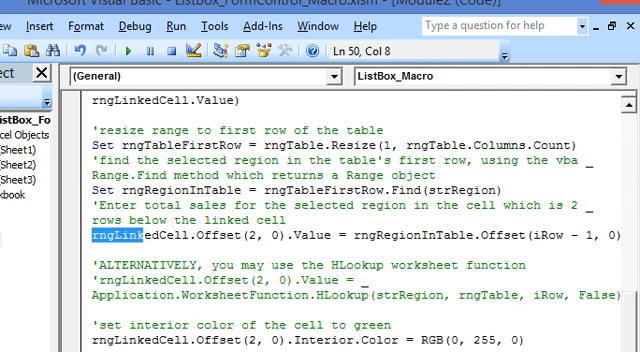 Microsoft Visual Basic - ListBox_FormControl_Macro.xlsm - [Module2 (Code)]
Insert Format Debug Run Tools Add-Ins Window Help Type a question for help
Ln 50, Col 8
ect
(General) ListBox_Macro
istBox_Fo
cel Objects
(Sheet1)
(Sheet2)
(Sheet3)
kbook
rngLinkedCell.Value)
'resize range to first row of the table
Set rngTableFirstRow = rngTable.Resize(1, rngTable.Columns.Count)
'find the selected region in the table's first row, using the vba _
Range.Find method which returns a Range object
Set rngRegionInTable = rngTableFirstRow.Find(strRegion)
'Enter total sales for the selected region in the cell which is 2 _
rows below the linked cell
rngLinkedCell.Offset(2, 0).Value = rngRegionInTable.Offset(iRow - 1, 0)
'ALTERNATIVELY, you may use the HLookup worksheet function
'rngLinkedCell.Offset(2, 0).Value = _
Application.WorksheetFunction.HLookup(strRegion, rngTable, iRow, False)
'set interior color of the cell to green
rngLinkedCell.Offset(2, 0).Interior.Color = RGB(0, 255, 0)